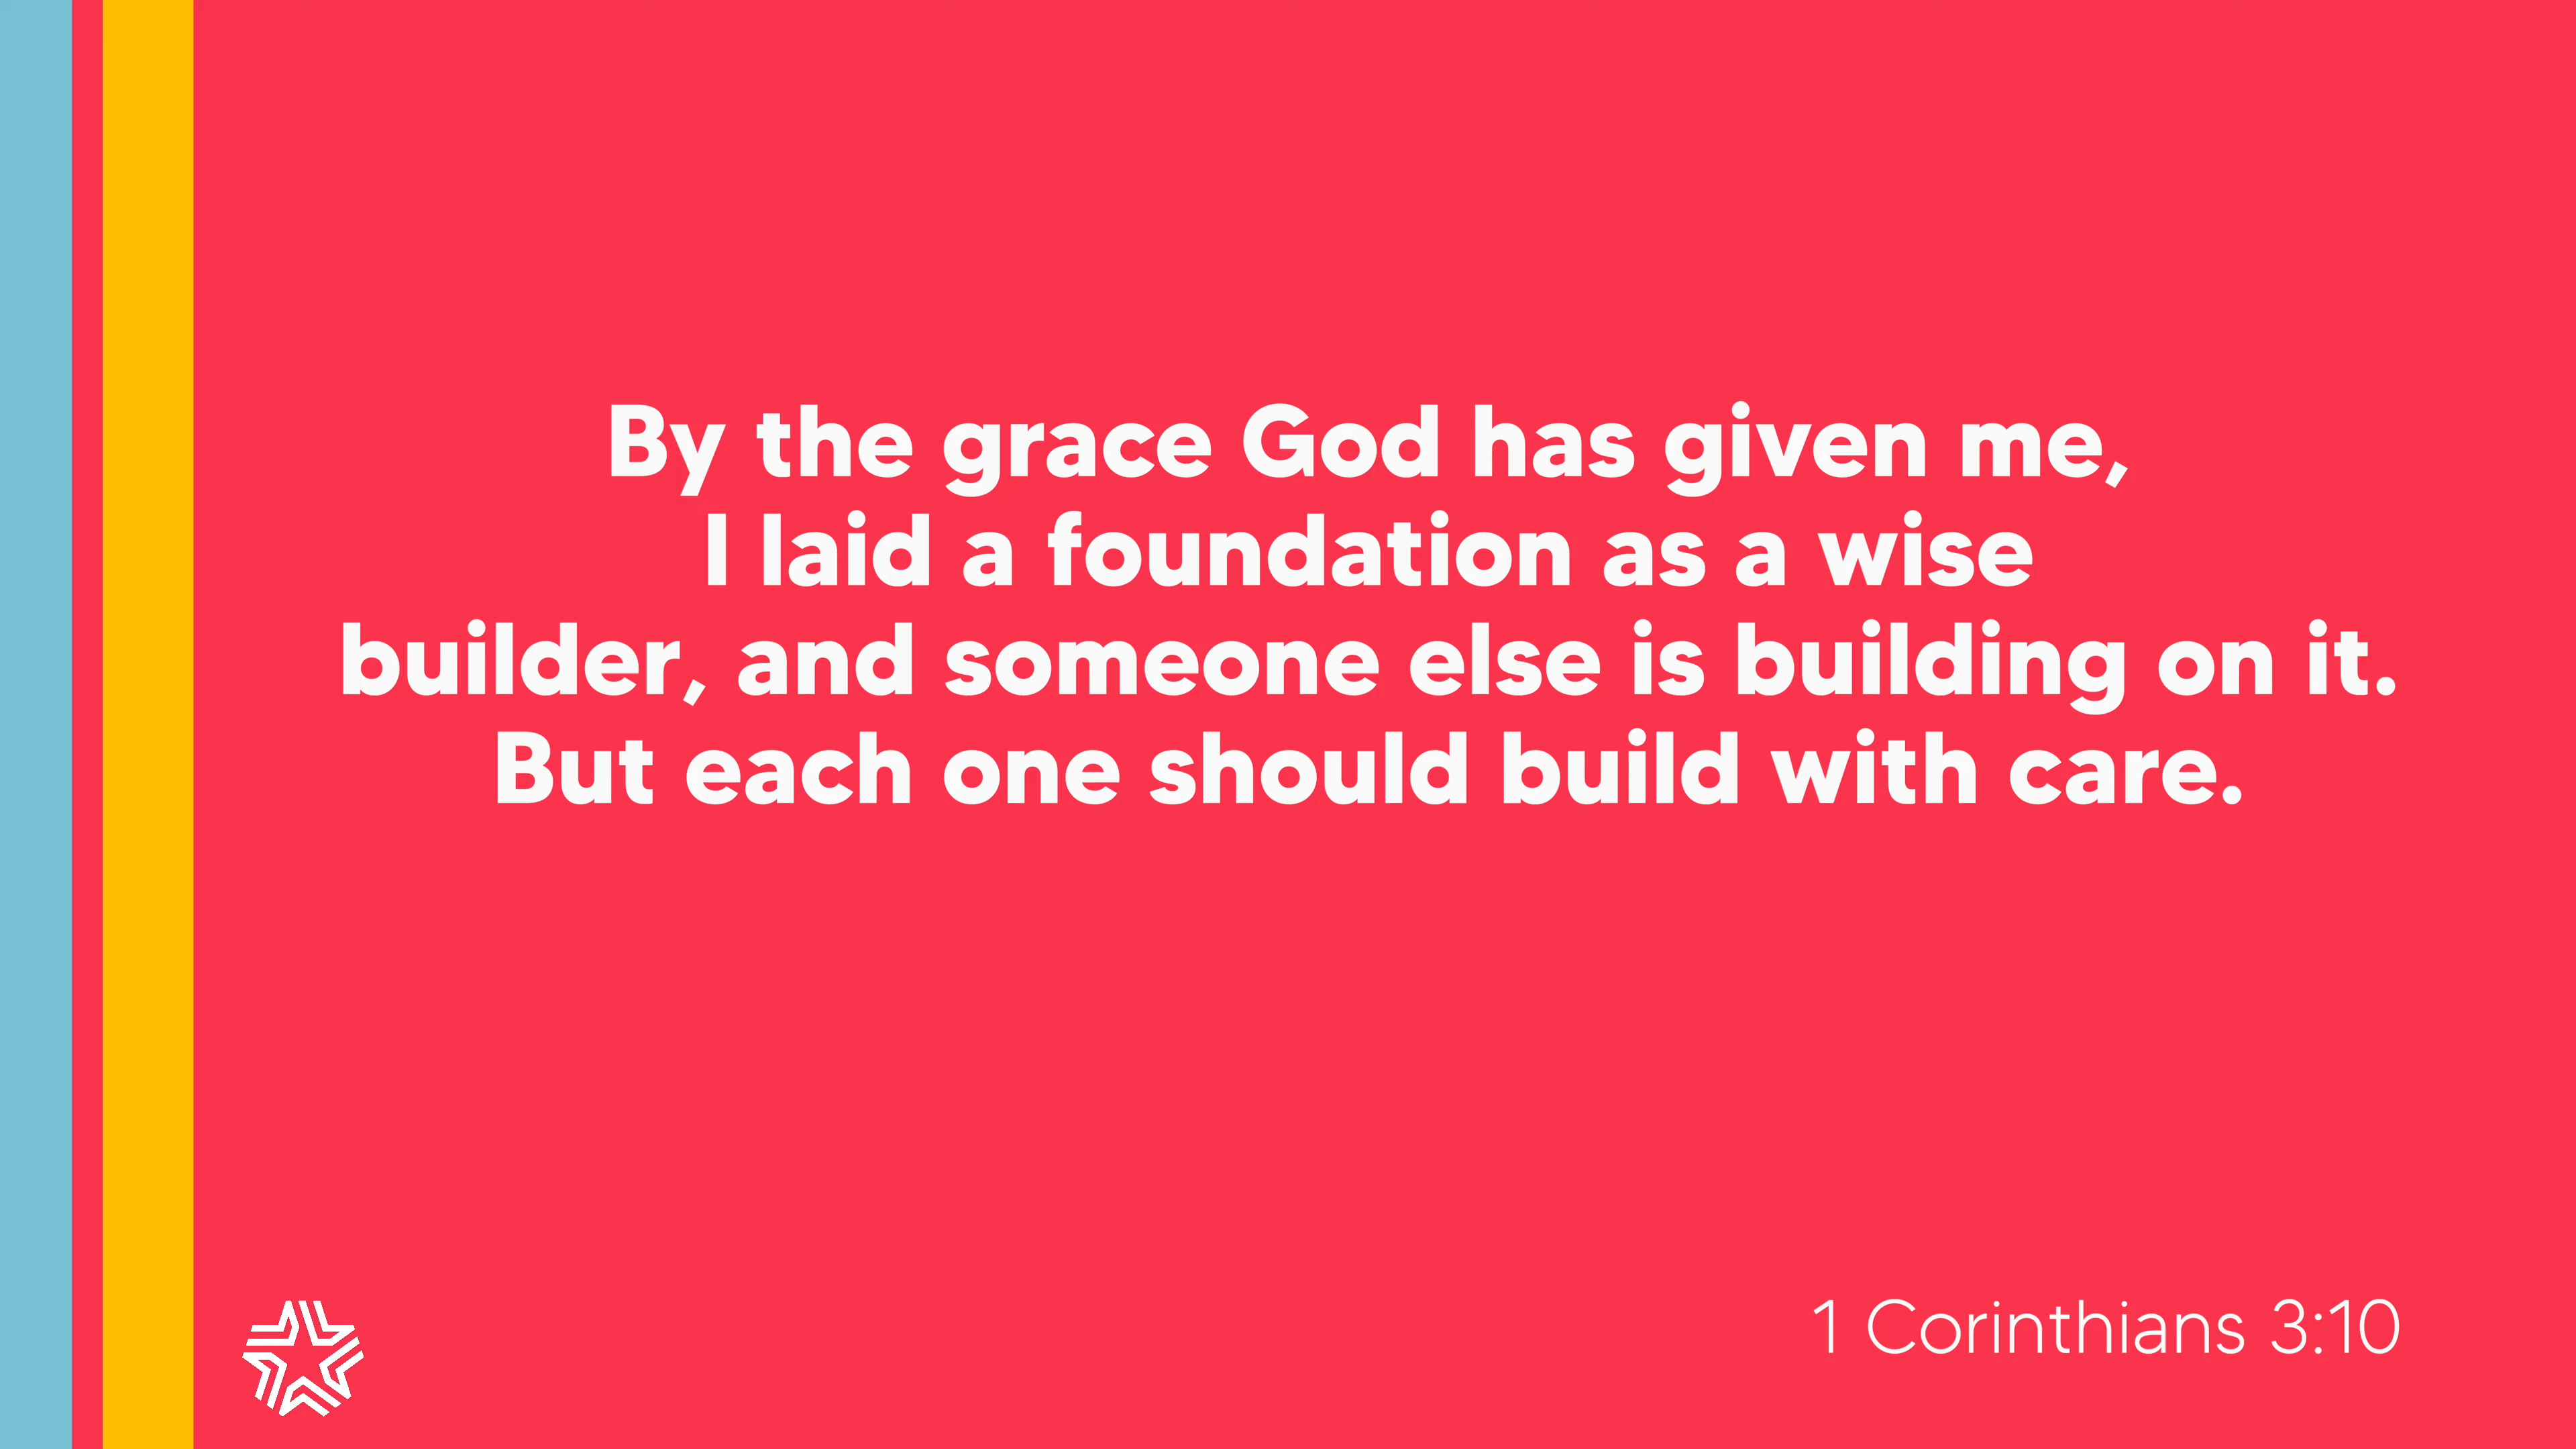 By the grace God has given me,
I laid a foundation as a wise
builder, and someone else is building on it.
But each one should build with care.
1 Corinthians 3:10